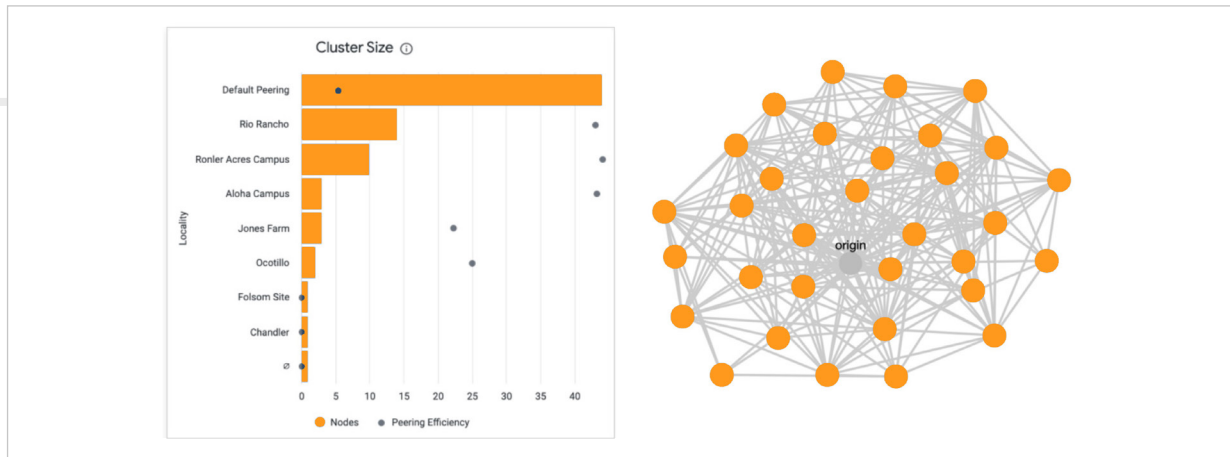 Cluster Size
Locality
Default Peering
Rio Rancho
Ronler Acres Campus
Aloha Campus
Jones Farm
Ocotillo
Folsom Site
Chandler
∅
0 5 10 15 20 25 30 35 40
Nodes Peering Efficiency
origin